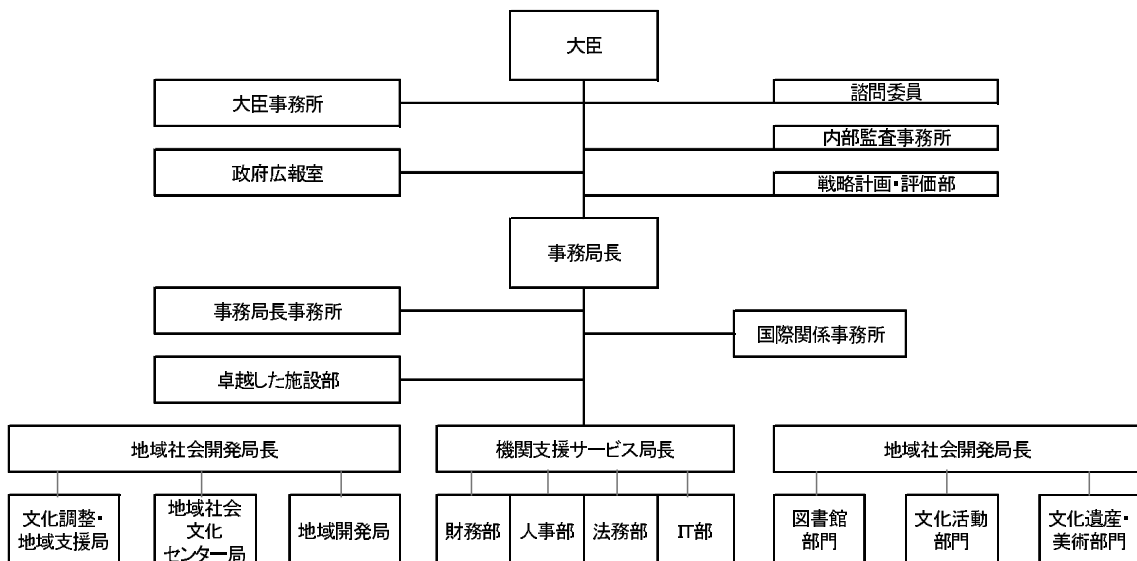 大臣
大臣事務所
諮問委員
内部監査事務所
政府広報室
戦略計画・評価部
事務局長
事務局長事務所
国際関係事務所
卓越した施設部
地域社会開発局長
機関支援サービス局長
地域社会開発局長
文化調整・
地域支援局
地域社会
文化
センター局
地域開発局
財務部
人事部
法務部
IT部
図書館
部門
文化活動
部門
文化遺産・
美術部門